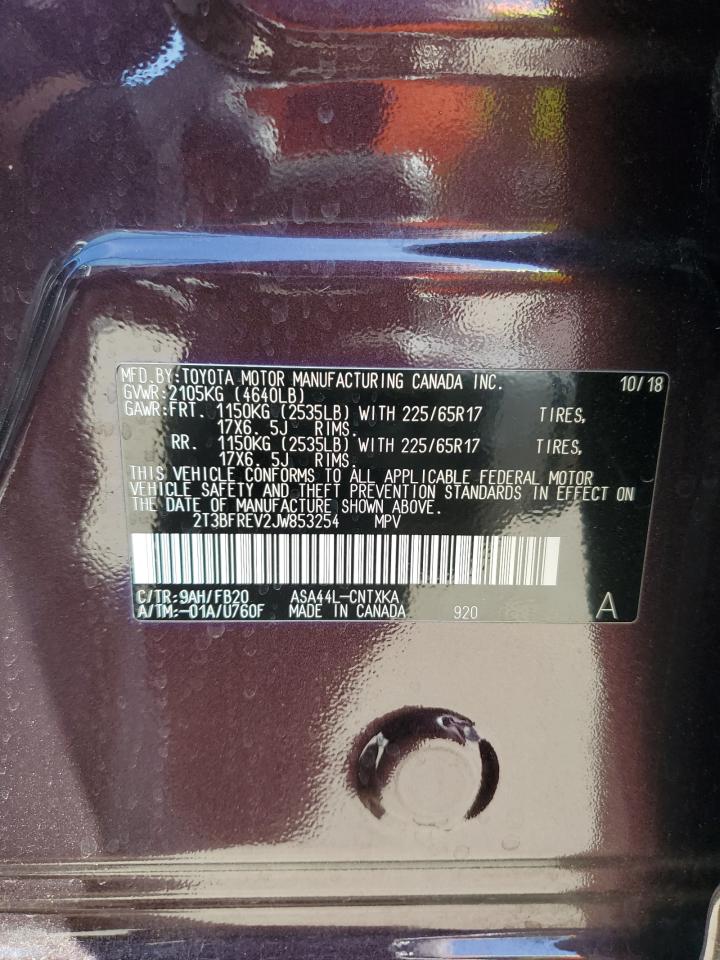 MFD.BY:TOYOTA MOTOR MANUFACTURING CANADA INC. 10/18
GVWR:2105KG (4640LB)
GAWR:FRT. 1150KG (2535LB) WITH 225/65R17 TIRES,
17X6. 5J RIMS.
RR. 1150KG (2535LB) WITH 225/65R17 TIRES,
17X6. 5J RIMS.
THIS VEHICLE CONFORMS TO ALL APPLICABLE FEDERAL MOTOR
VEHICLE SAFETY AND THEFT PREVENTION STANDARDS IN EFFECT ON
THE DATE OF MANUFACTURE SHOWN ABOVE.
2T3BFREV2JW853254 MPV
C/TR:9AH/FB20 ASA44L-CNTXKA
A/TM:-01A/U760F MADE IN CANADA 920 A